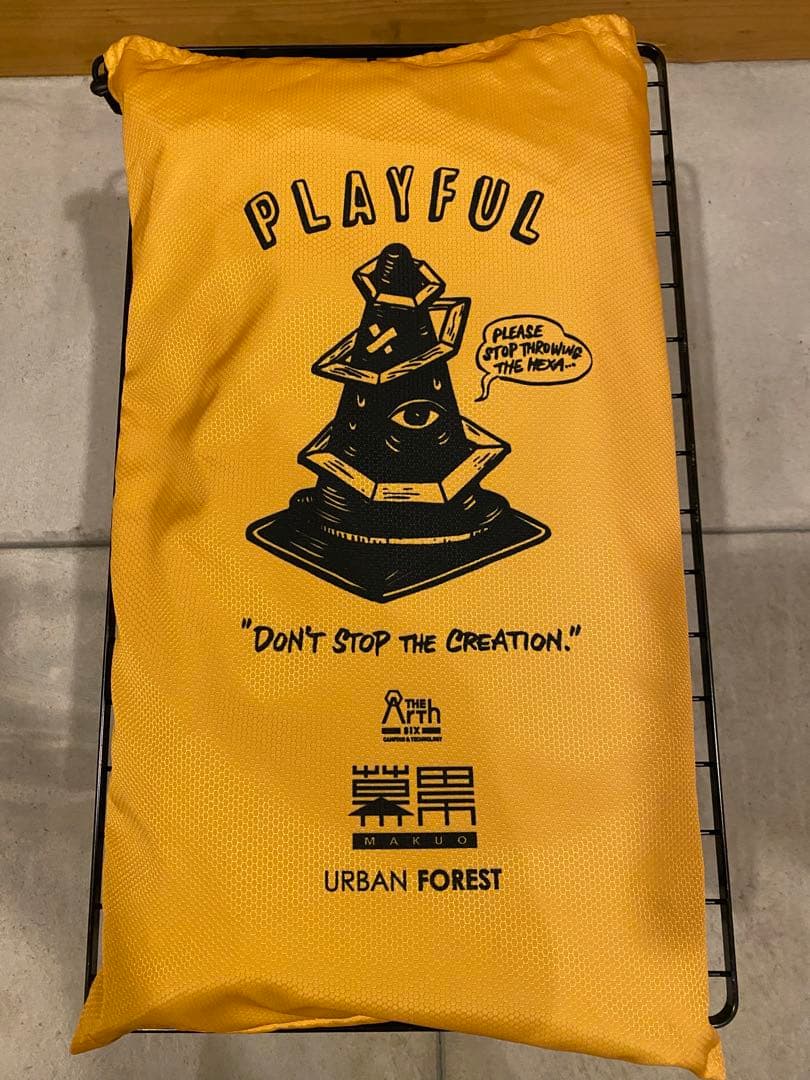 PLAYFUL
PLEASE
STOP THROWING
THE HEXA...
"DON'T STOP THE CREATION."
THE
Arth
SIX
CAMPING & TECHNOLOGY
幕果
MAKUO
URBAN FOREST